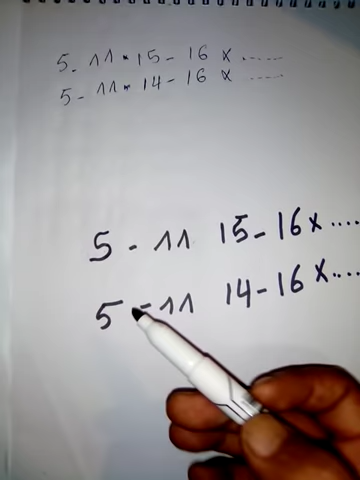 5 - 11 • 15 - 16 x ......
5 - 11 • 14 - 16 x ......
5 - 11 15 - 16 x ....
5 - 11 14 - 16 x ....